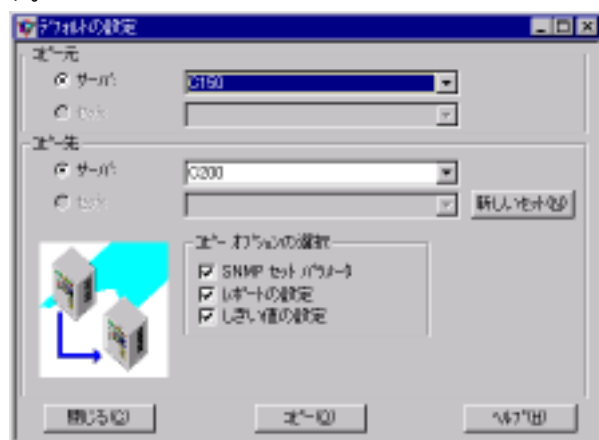 ﾃﾞﾌｫﾙﾄの設定
ｺﾋﾟｰ元
ｻｰﾊﾞ:
C150
ｾｯﾄ:
ｺﾋﾟｰ先
ｻｰﾊﾞ:
C200
ｾｯﾄ:
新しいｾｯﾄ(N)
ｺﾋﾟｰ ｵﾌﾟｼｮﾝの選択
SNMP ｾｯﾄ ﾊﾟﾗﾒｰﾀ
ﾚﾎﾟｰﾄの設定
しきい値の設定
閉じる(C)
ｺﾋﾟｰ(O)
ﾍﾙﾌﾟ(H)